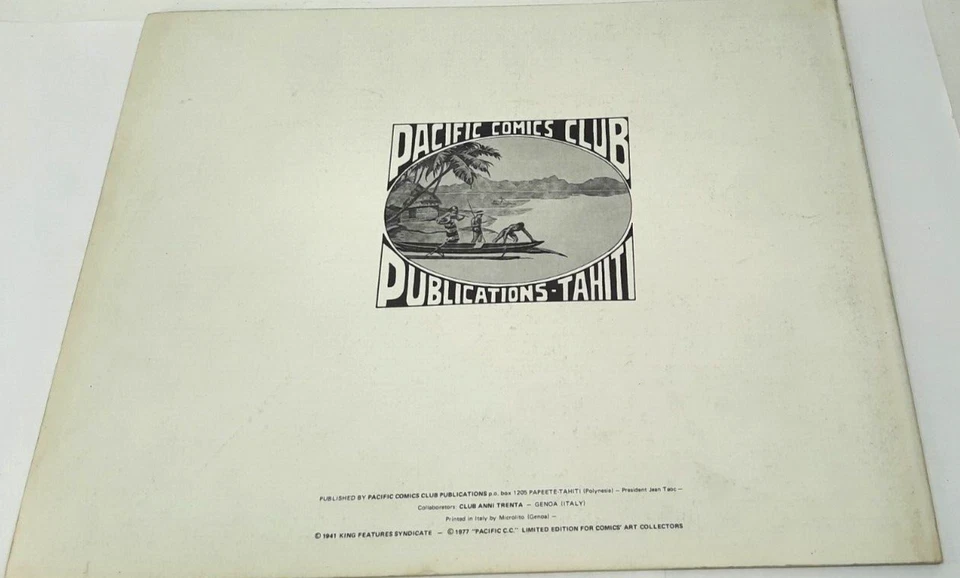 PACIFIC COMICS CLUB
PUBLICATIONS-TAHITI
PUBLISHED BY PACIFIC COMICS CLUB PUBLICATIONS p.o. box 1205 PAPEETE-TAHITI (Polynesia) — President Jean Tabc —
Collaborators: CLUB ANNI TRENTA — GENOA (ITALY)
Printed in Italy by Microlito (Genoa) —
© 1941 KING FEATURES SYNDICATE — © 1977 "PACIFIC C.C." LIMITED EDITION FOR COMICS' ART COLLECTORS